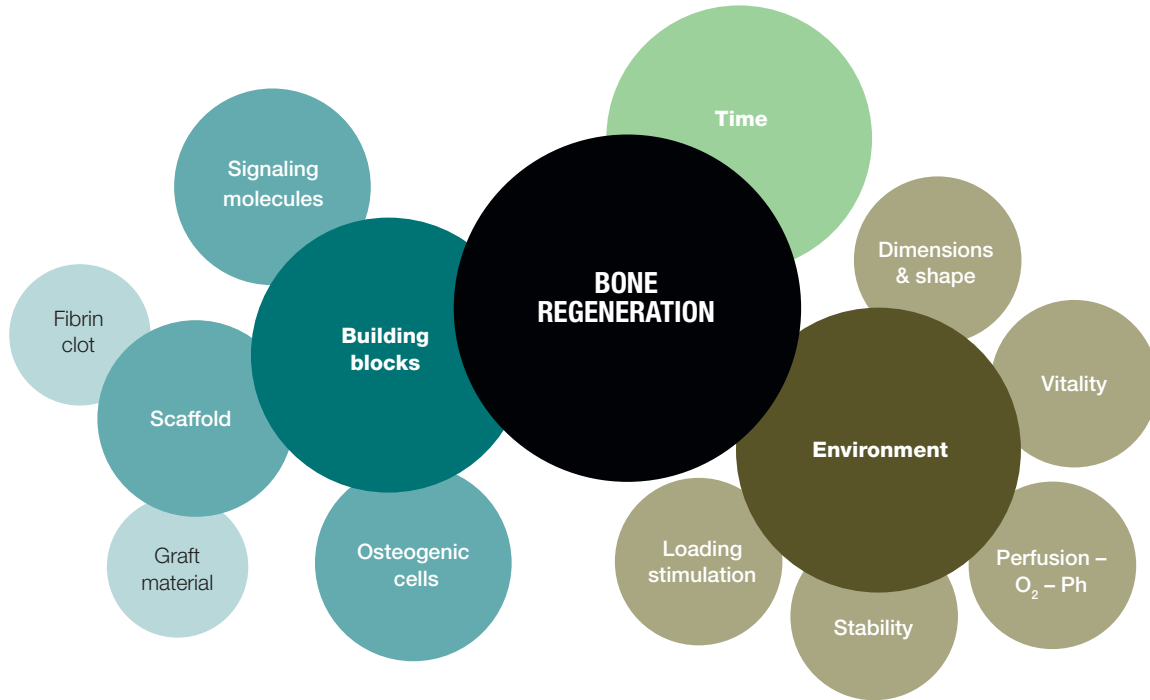 Time
Signaling
molecules
Dimensions
& shape
BONE
REGENERATION
Fibrin
clot
Building
blocks
Vitality
Scaffold
Environment
Graft
material
Osteogenic
cells
Loading
stimulation
Perfusion –
O₂ – Ph
Stability